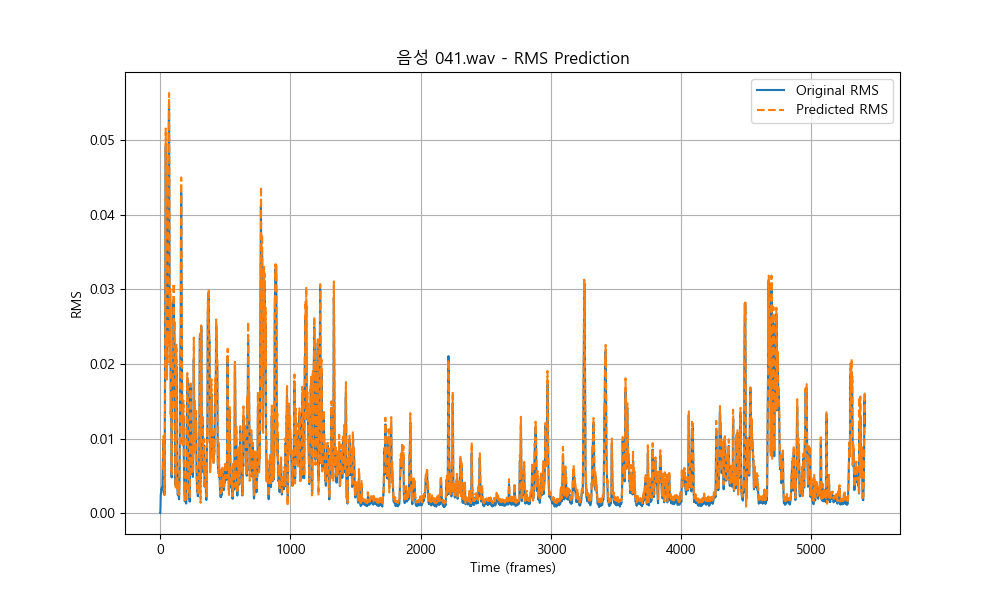 음성 041.wav - RMS Prediction
Original RMS
Predicted RMS
RMS
0.05
0.04
0.03
0.02
0.01
0.00
0 1000 2000 3000 4000 5000
Time (frames)